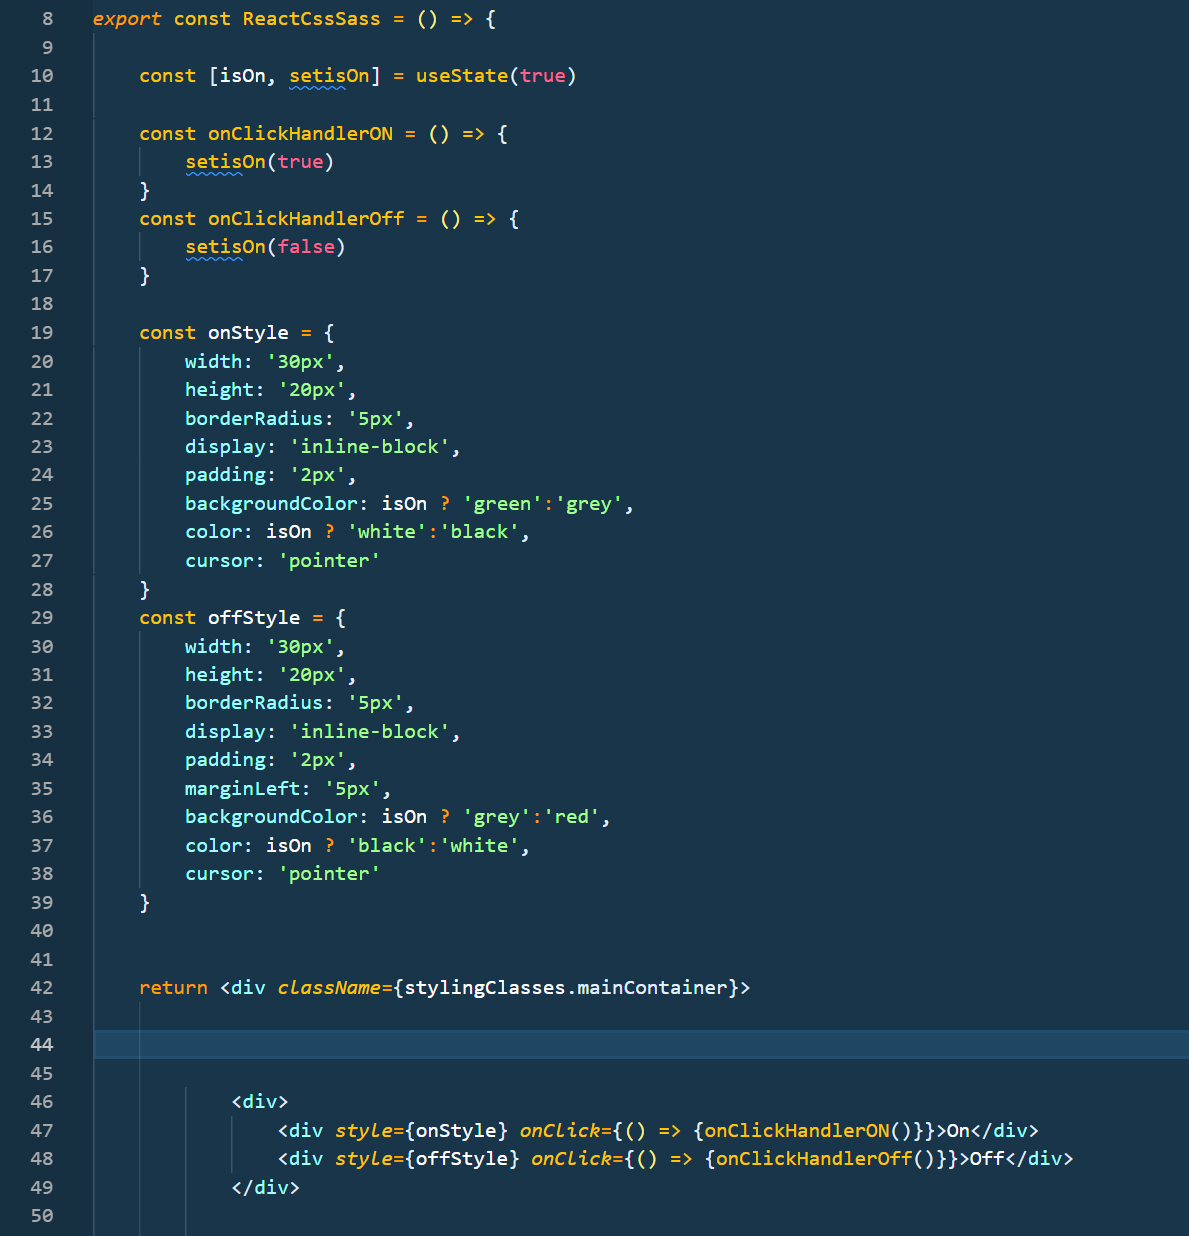 8 export const ReactCssSass = () => {
9
10 const [isOn, setisOn] = useState(true)
11
12 const onClickHandlerON = () => {
13 setisOn(true)
14 }
15 const onClickHandlerOff = () => {
16 setisOn(false)
17 }
18
19 const onStyle = {
20 width: '30px',
21 height: '20px',
22 borderRadius: '5px',
23 display: 'inline-block',
24 padding: '2px',
25 backgroundColor: isOn ? 'green':'grey',
26 color: isOn ? 'white':'black',
27 cursor: 'pointer'
28 }
29 const offStyle = {
30 width: '30px',
31 height: '20px',
32 borderRadius: '5px',
33 display: 'inline-block',
34 padding: '2px',
35 marginLeft: '5px',
36 backgroundColor: isOn ? 'grey':'red',
37 color: isOn ? 'black':'white',
38 cursor: 'pointer'
39 }
40
41
42 return <div className={stylingClasses.mainContainer}>
43
44
45
46 <div>
47 <div style={onStyle} onClick={() => {onClickHandlerON()}}>On</div>
48 <div style={offStyle} onClick={() => {onClickHandlerOff()}}>Off</div>
49 </div>
50